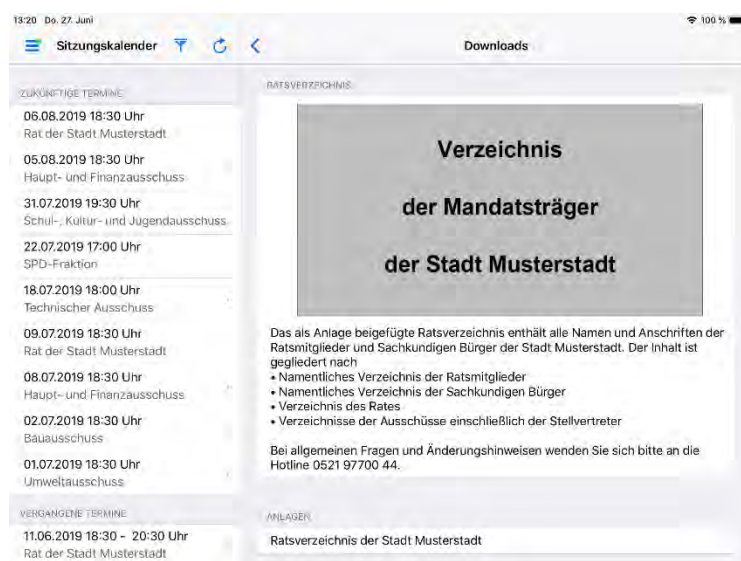 13:20 Do. 27. Juni
100 %
Sitzungskalender
Downloads
ZUKÜNFTIGE TERMINE
06.08.2019 18:30 Uhr
Rat der Stadt Musterstadt
05.08.2019 18:30 Uhr
Haupt- und Finanzausschuss
31.07.2019 19:30 Uhr
Schul-, Kultur- und Jugendausschuss
22.07.2019 17:00 Uhr
SPD-Fraktion
18.07.2019 18:00 Uhr
Technischer Ausschuss
09.07.2019 18:30 Uhr
Rat der Stadt Musterstadt
08.07.2019 18:30 Uhr
Haupt- und Finanzausschuss
02.07.2019 18:30 Uhr
Bauausschuss
01.07.2019 18:30 Uhr
Umweltausschuss
VERGANGENE TERMINE
11.06.2019 18:30 - 20:30 Uhr
Rat der Stadt Musterstadt
RATSVERZEICHNIS
Verzeichnis
der Mandatsträger
der Stadt Musterstadt
Das als Anlage beigefügte Ratsverzeichnis enthält alle Namen und Anschriften der
Ratsmitglieder und Sachkundigen Bürger der Stadt Musterstadt. Der Inhalt ist
gegliedert nach
• Namentliches Verzeichnis der Ratsmitglieder
• Namentliches Verzeichnis der Sachkundigen Bürger
• Verzeichnis des Rates
• Verzeichnisse der Ausschüsse einschließlich der Stellvertreter
Bei allgemeinen Fragen und Änderungshinweisen wenden Sie sich bitte an die
Hotline 0521 97700 44.
ANLAGEN
Ratsverzeichnis der Stadt Musterstadt